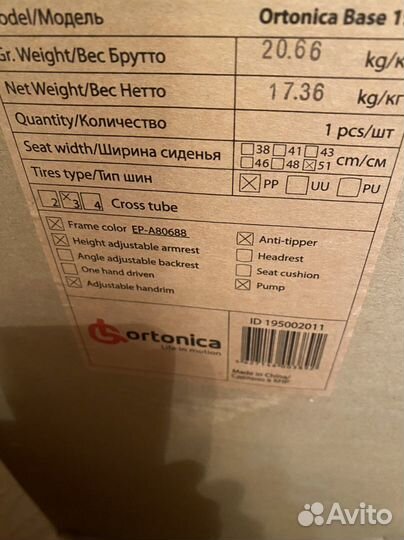 odel/Модель Ortonica Base 1
Gr. Weight/Вес Брутто 20.66 kg/к
Net Weight/Вес Нетто 17.36 kg/кг
Quantity/Количество 1 pcs/шт
Seat width/Ширина сиденья 38 41 43
46 48 51 cm/см
Tires type/Тип шин PP UU PU
2 3 4 Cross tube
Frame color EP-A80688
Height adjustable armrest
Angle adjustable backrest
One hand driven
Adjustable handrim
Anti-tipper
Headrest
Seat cushion
Pump
ortonica
Life in motion
ID 195002011
Made in China/
Сделано в КНР
Avito